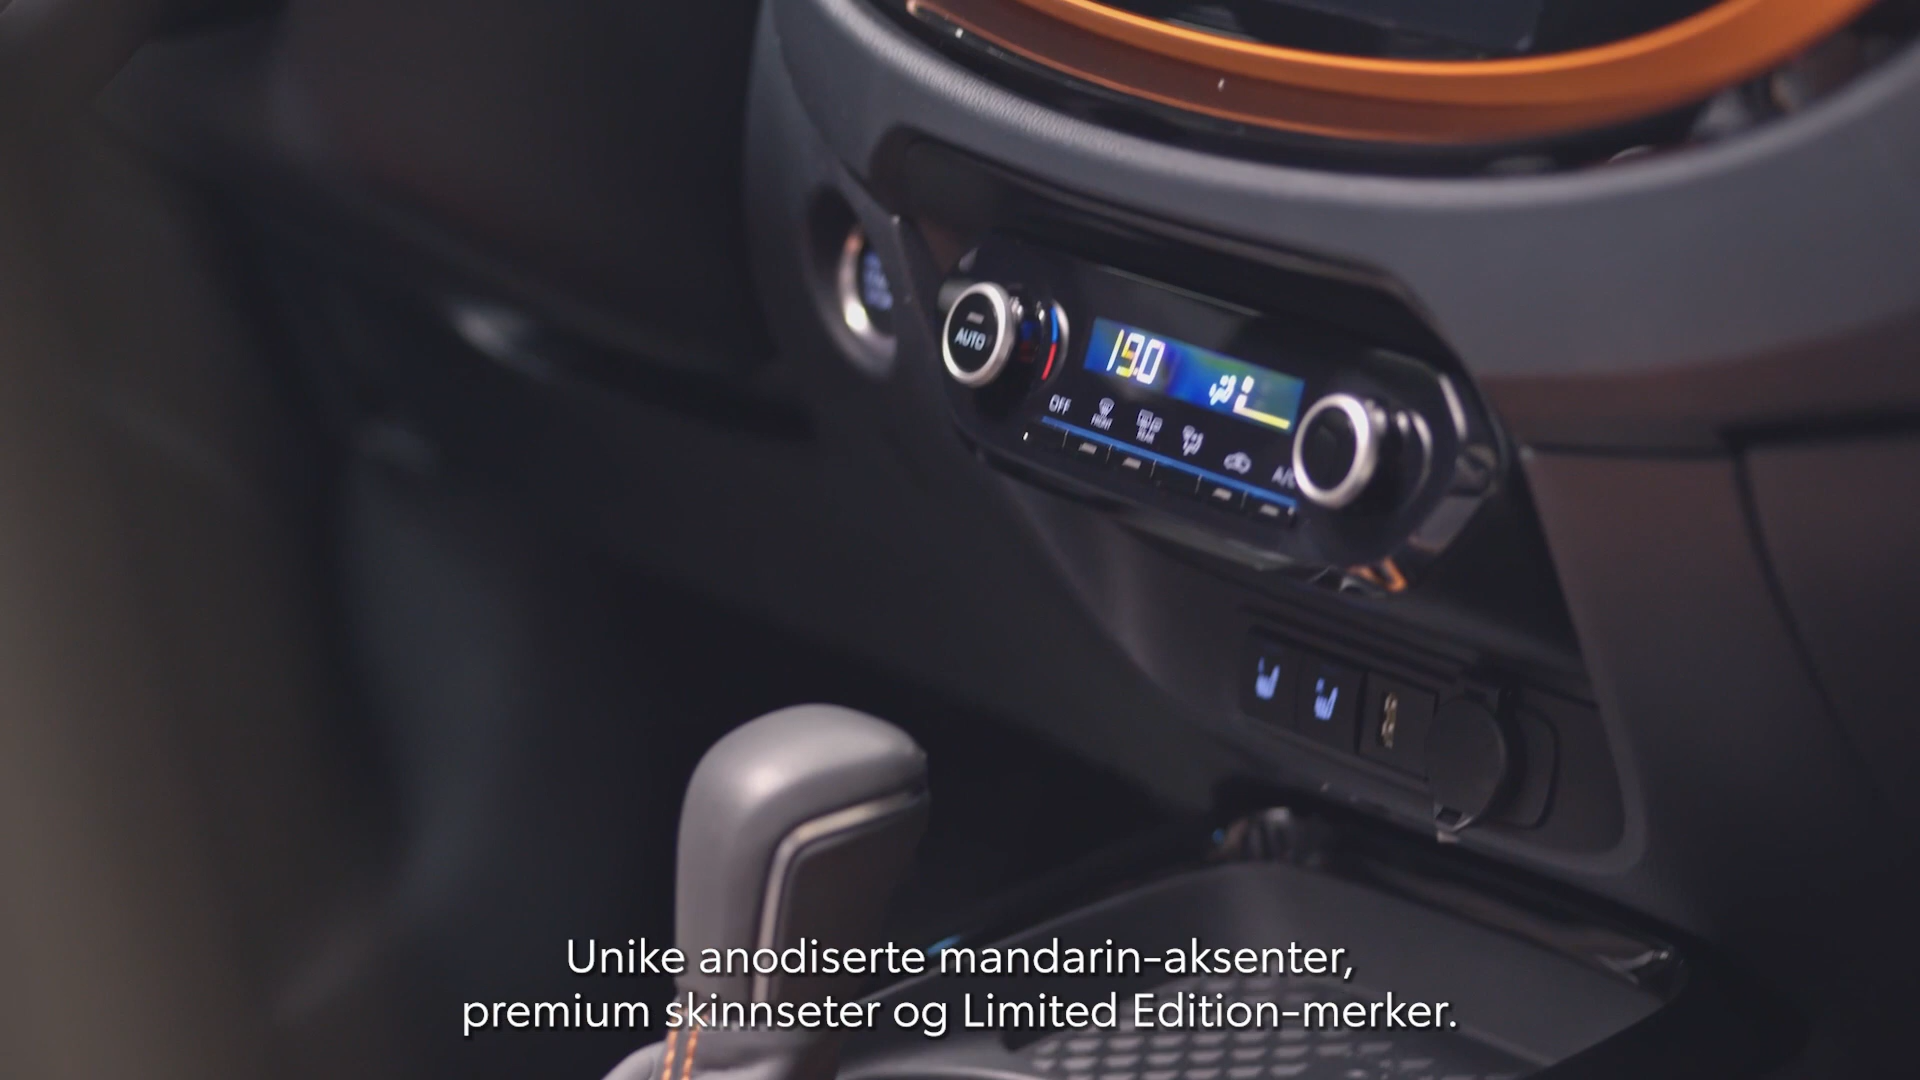 AUTO
19.0
OFF
FRONT
REAR
A/C
Unike anodiserte mandarin-aksenter,
premium skinnseter og Limited Edition-merker.